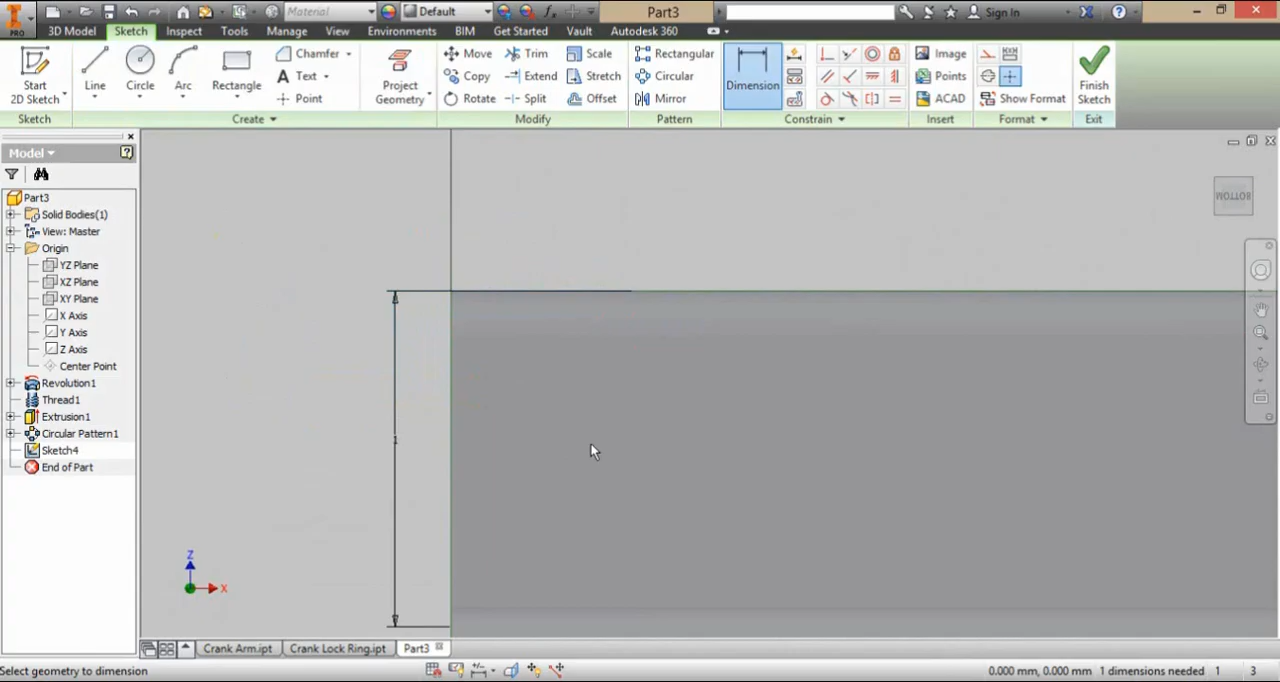 Material Default Part3 Sign In
PRO 3D Model Sketch Inspect Tools Manage View Environments BIM Get Started Vault Autodesk 360
Chamfer Move Trim Scale Rectangular Image
Text Copy Extend Stretch Circular Points
Start 2D Sketch Line Circle Arc Rectangle Point Project Geometry Rotate Split Offset Mirror Dimension ACAD Show Format Finish Sketch
Sketch Create Modify Pattern Constrain Insert Format Exit
Model
Part3
Solid Bodies(1)
View: Master
Origin
YZ Plane
XZ Plane
XY Plane
X Axis
Y Axis
Z Axis
Center Point
Revolution1
Thread1
Extrusion1
Circular Pattern1
Sketch4
End of Part
BOTTOM
1
Z
X
Crank Arm.ipt Crank Lock Ring.ipt Part3
Select geometry to dimension 0.000 mm, 0.000 mm 1 dimensions needed 1 3